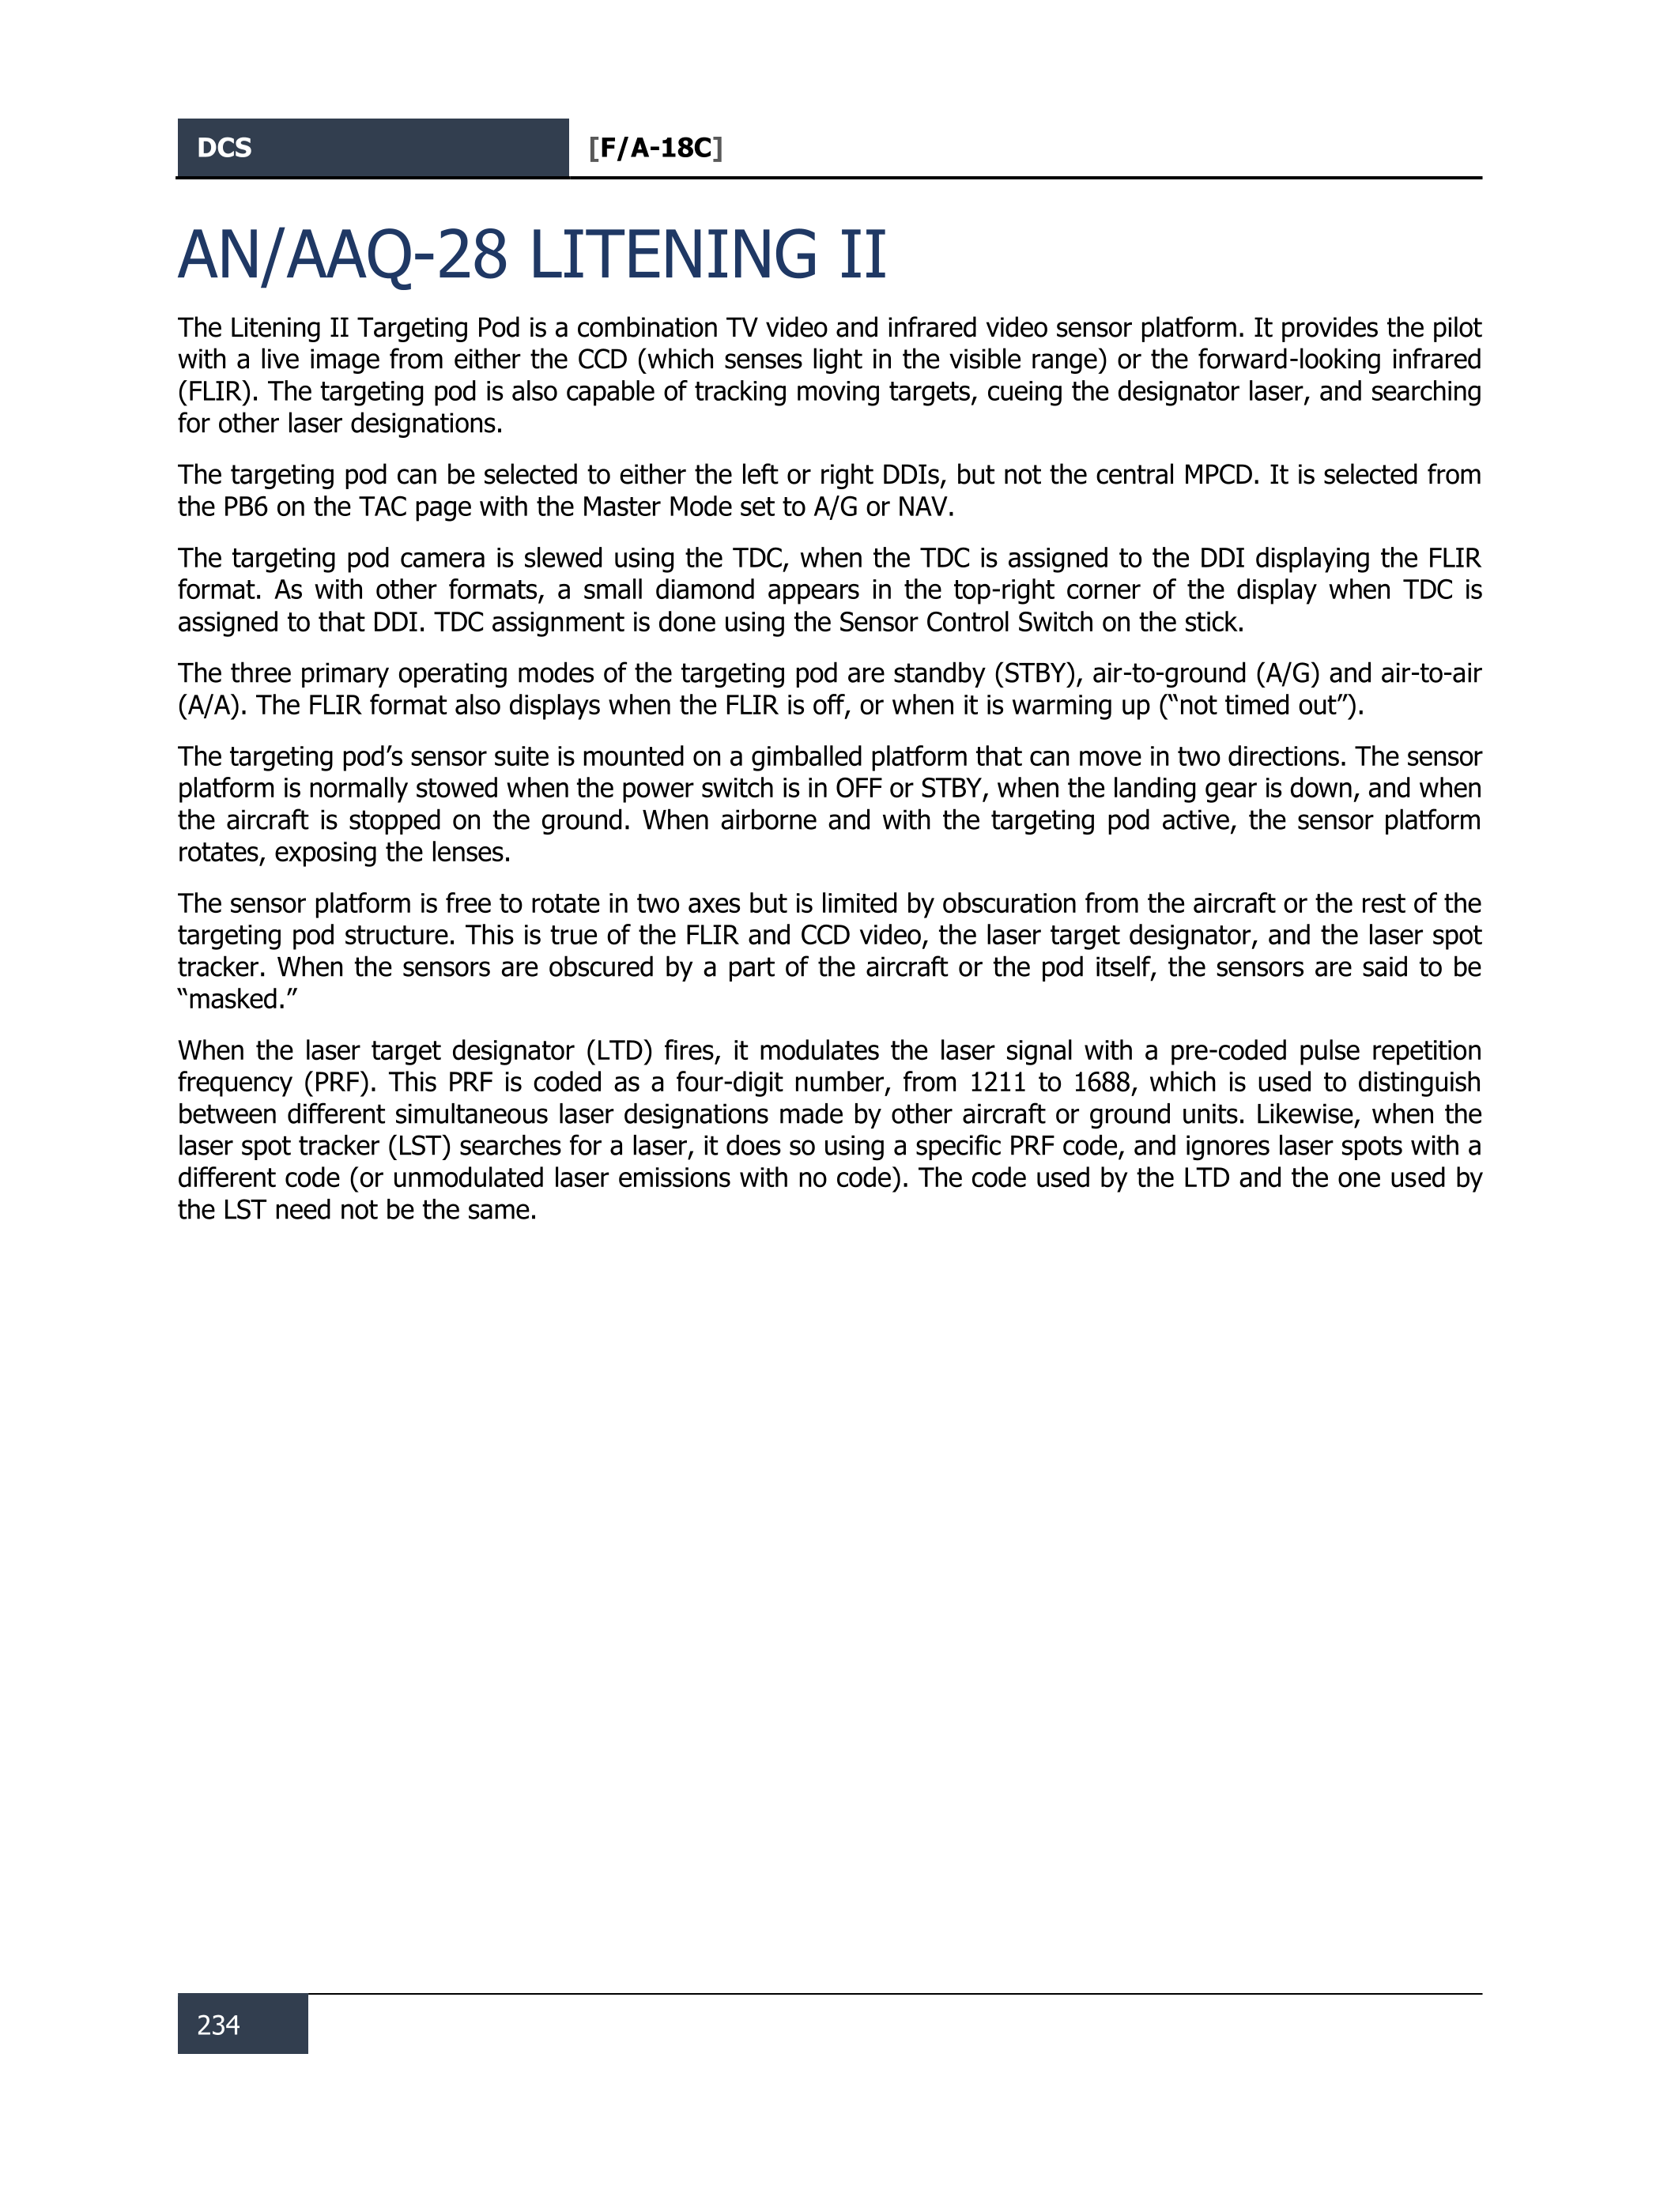 DCS [F/A-18C]
AN/AAQ-28 LITENING II
The Litening II Targeting Pod is a combination TV video and infrared video sensor platform. It provides the pilot
with a live image from either the CCD (which senses light in the visible range) or the forward-looking infrared
(FLIR). The targeting pod is also capable of tracking moving targets, cueing the designator laser, and searching
for other laser designations.
The targeting pod can be selected to either the left or right DDIs, but not the central MPCD. It is selected from
the PB6 on the TAC page with the Master Mode set to A/G or NAV.
The targeting pod camera is slewed using the TDC, when the TDC is assigned to the DDI displaying the FLIR
format. As with other formats, a small diamond appears in the top-right corner of the display when TDC is
assigned to that DDI. TDC assignment is done using the Sensor Control Switch on the stick.
The three primary operating modes of the targeting pod are standby (STBY), air-to-ground (A/G) and air-to-air
(A/A). The FLIR format also displays when the FLIR is off, or when it is warming up (“not timed out”).
The targeting pod’s sensor suite is mounted on a gimballed platform that can move in two directions. The sensor
platform is normally stowed when the power switch is in OFF or STBY, when the landing gear is down, and when
the aircraft is stopped on the ground. When airborne and with the targeting pod active, the sensor platform
rotates, exposing the lenses.
The sensor platform is free to rotate in two axes but is limited by obscuration from the aircraft or the rest of the
targeting pod structure. This is true of the FLIR and CCD video, the laser target designator, and the laser spot
tracker. When the sensors are obscured by a part of the aircraft or the pod itself, the sensors are said to be
“masked.”
When the laser target designator (LTD) fires, it modulates the laser signal with a pre-coded pulse repetition
frequency (PRF). This PRF is coded as a four-digit number, from 1211 to 1688, which is used to distinguish
between different simultaneous laser designations made by other aircraft or ground units. Likewise, when the
laser spot tracker (LST) searches for a laser, it does so using a specific PRF code, and ignores laser spots with a
different code (or unmodulated laser emissions with no code). The code used by the LTD and the one used by
the LST need not be the same.
234